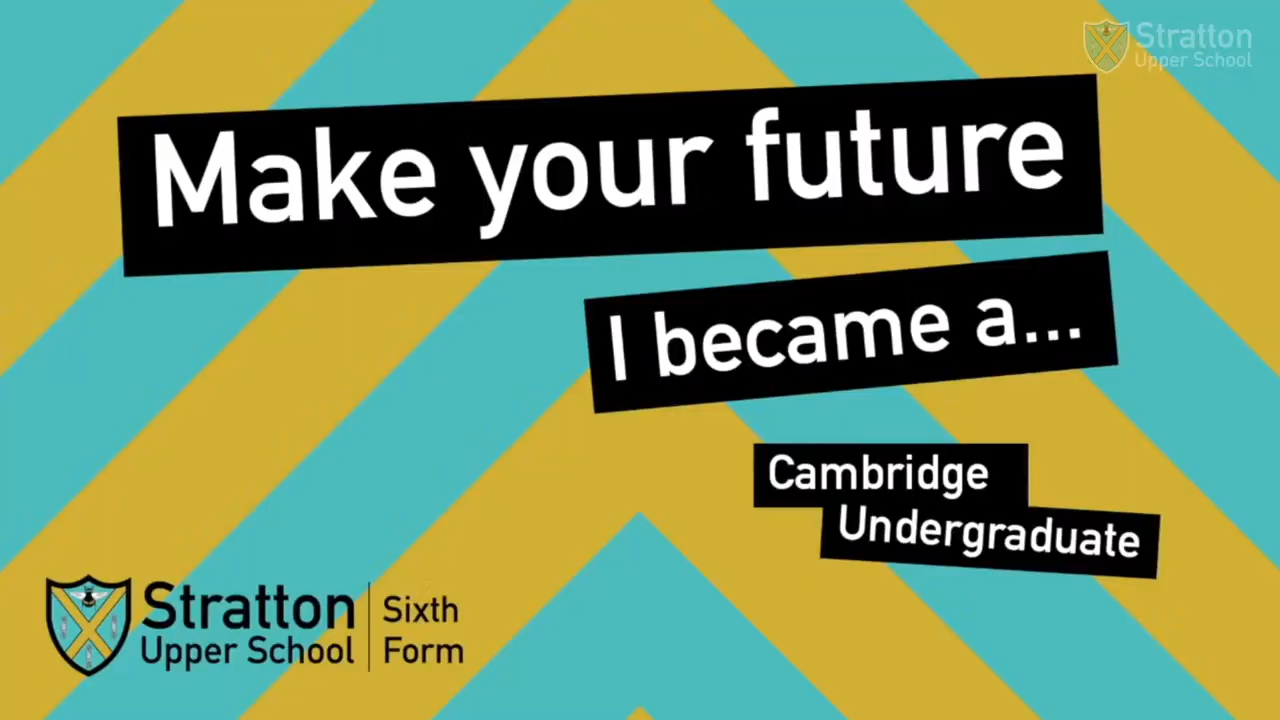 Stratton
Upper School
Make your future
I became a...
Cambridge
Undergraduate
Stratton
Upper School
Sixth
Form